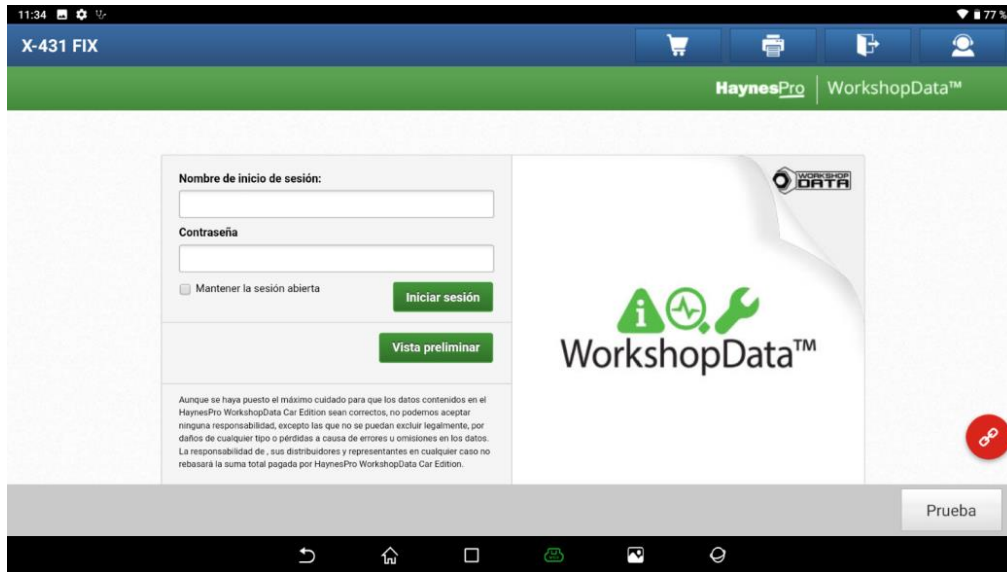 11:34
77 %
X-431 FIX
HaynesPro WorkshopData™
WORKSHOP
DATA
Nombre de inicio de sesión:
Contraseña
Mantener la sesión abierta
Iniciar sesión
Vista preliminar
WorkshopData™
Aunque se haya puesto el máximo cuidado para que los datos contenidos en el
HaynesPro WorkshopData Car Edition sean correctos, no podemos aceptar
ninguna responsabilidad, excepto las que no se puedan excluir legalmente, por
daños de cualquier tipo o pérdidas a causa de errores u omisiones en los datos.
La responsabilidad de , sus distribuidores y representantes en cualquier caso no
rebasará la suma total pagada por HaynesPro WorkshopData Car Edition.
Prueba